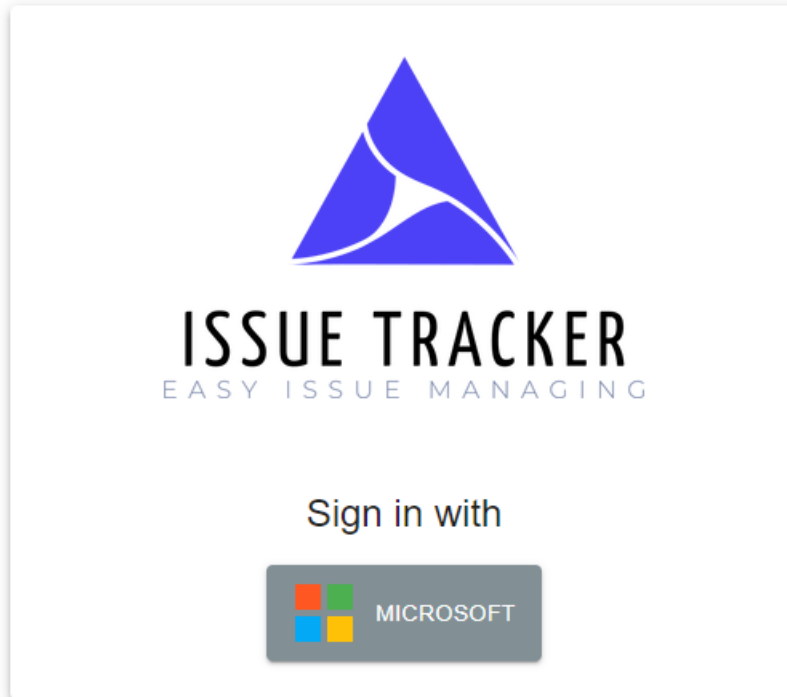 ISSUE TRACKER
EASY ISSUE MANAGING
Sign in with
MICROSOFT